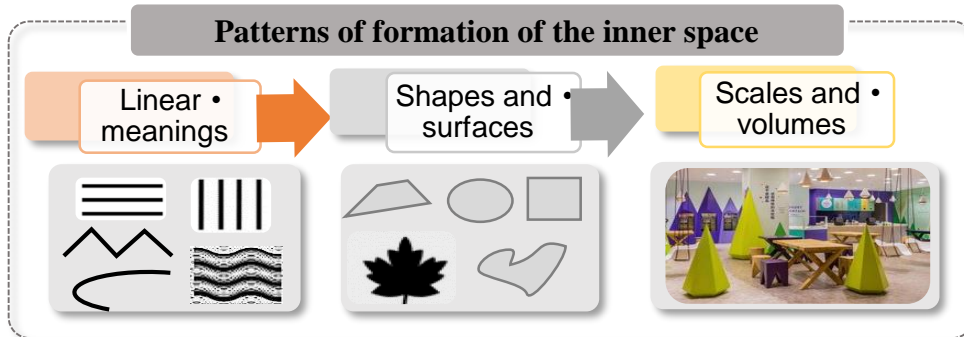 Patterns of formation of the inner space
Linear •
meanings
Shapes and •
surfaces
Scales and •
volumes